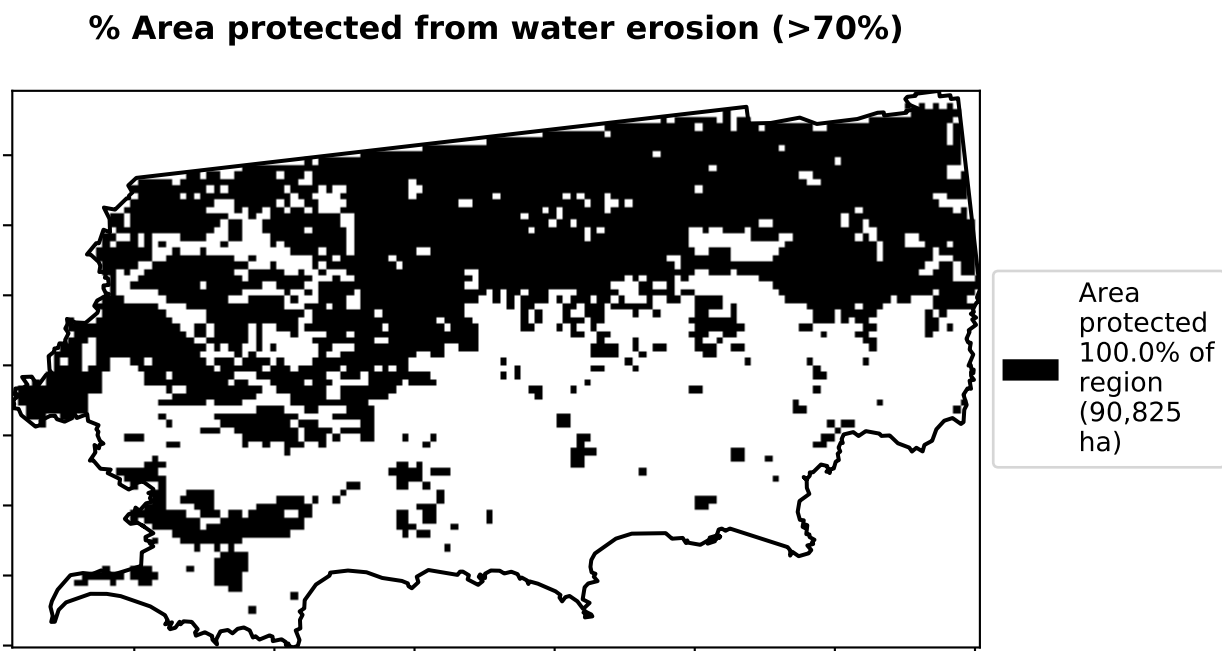 % Area protected from water erosion (>70%)
Area
protected
100.0% of
region
(90,825
ha)